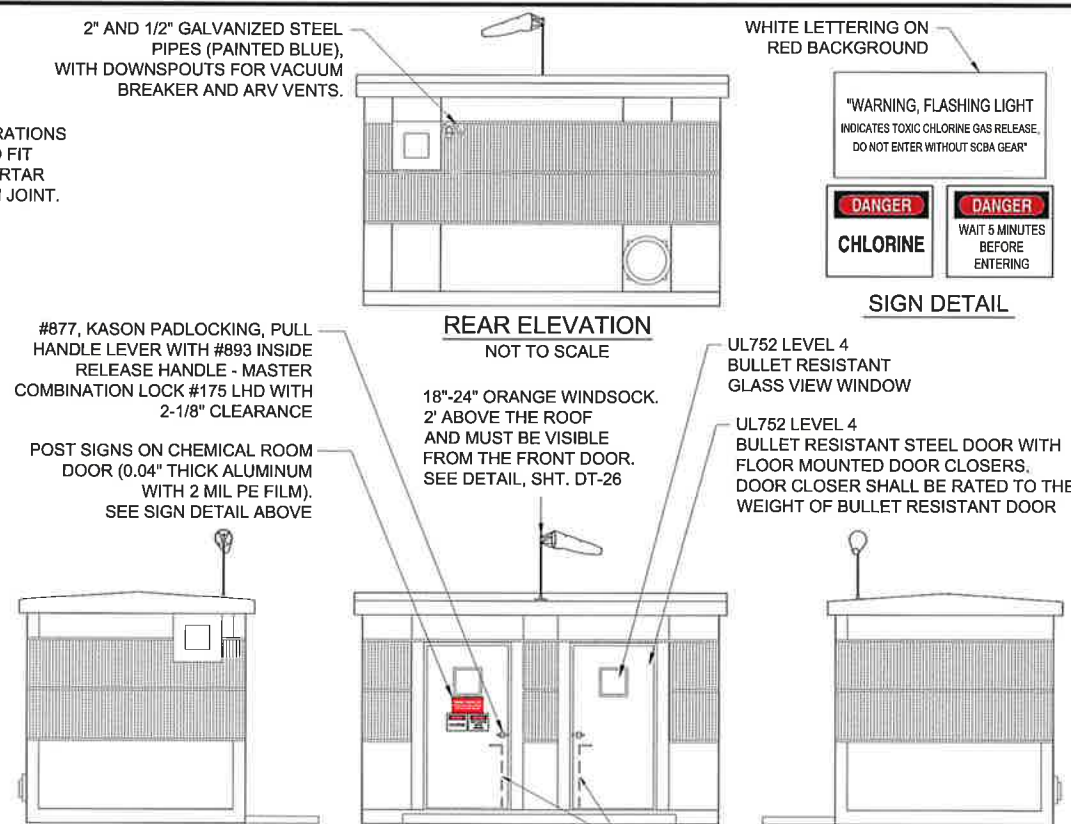 2" AND 1/2" GALVANIZED STEEL
PIPES (PAINTED BLUE),
WITH DOWNSPOUTS FOR VACUUM
BREAKER AND ARV VENTS.
WHITE LETTERING ON
RED BACKGROUND
"WARNING, FLASHING LIGHT
INDICATES TOXIC CHLORINE GAS RELEASE,
DO NOT ENTER WITHOUT SCBA GEAR"
DANGER
CHLORINE
DANGER
WAIT 5 MINUTES
BEFORE
ENTERING
SIGN DETAIL
RATIONS
FIT
RTAR
JOINT.
REAR ELEVATION
NOT TO SCALE
#877, KASON PADLOCKING, PULL
HANDLE LEVER WITH #893 INSIDE
RELEASE HANDLE - MASTER
COMBINATION LOCK #175 LHD WITH
2-1/8" CLEARANCE
POST SIGNS ON CHEMICAL ROOM
DOOR (0.04" THICK ALUMINUM
WITH 2 MIL PE FILM).
SEE SIGN DETAIL ABOVE
18"-24" ORANGE WINDSOCK.
2' ABOVE THE ROOF
AND MUST BE VISIBLE
FROM THE FRONT DOOR.
SEE DETAIL, SHT. DT-26
UL752 LEVEL 4
BULLET RESISTANT
GLASS VIEW WINDOW
UL752 LEVEL 4
BULLET RESISTANT STEEL DOOR WITH
FLOOR MOUNTED DOOR CLOSERS.
DOOR CLOSER SHALL BE RATED TO THE
WEIGHT OF BULLET RESISTANT DOOR